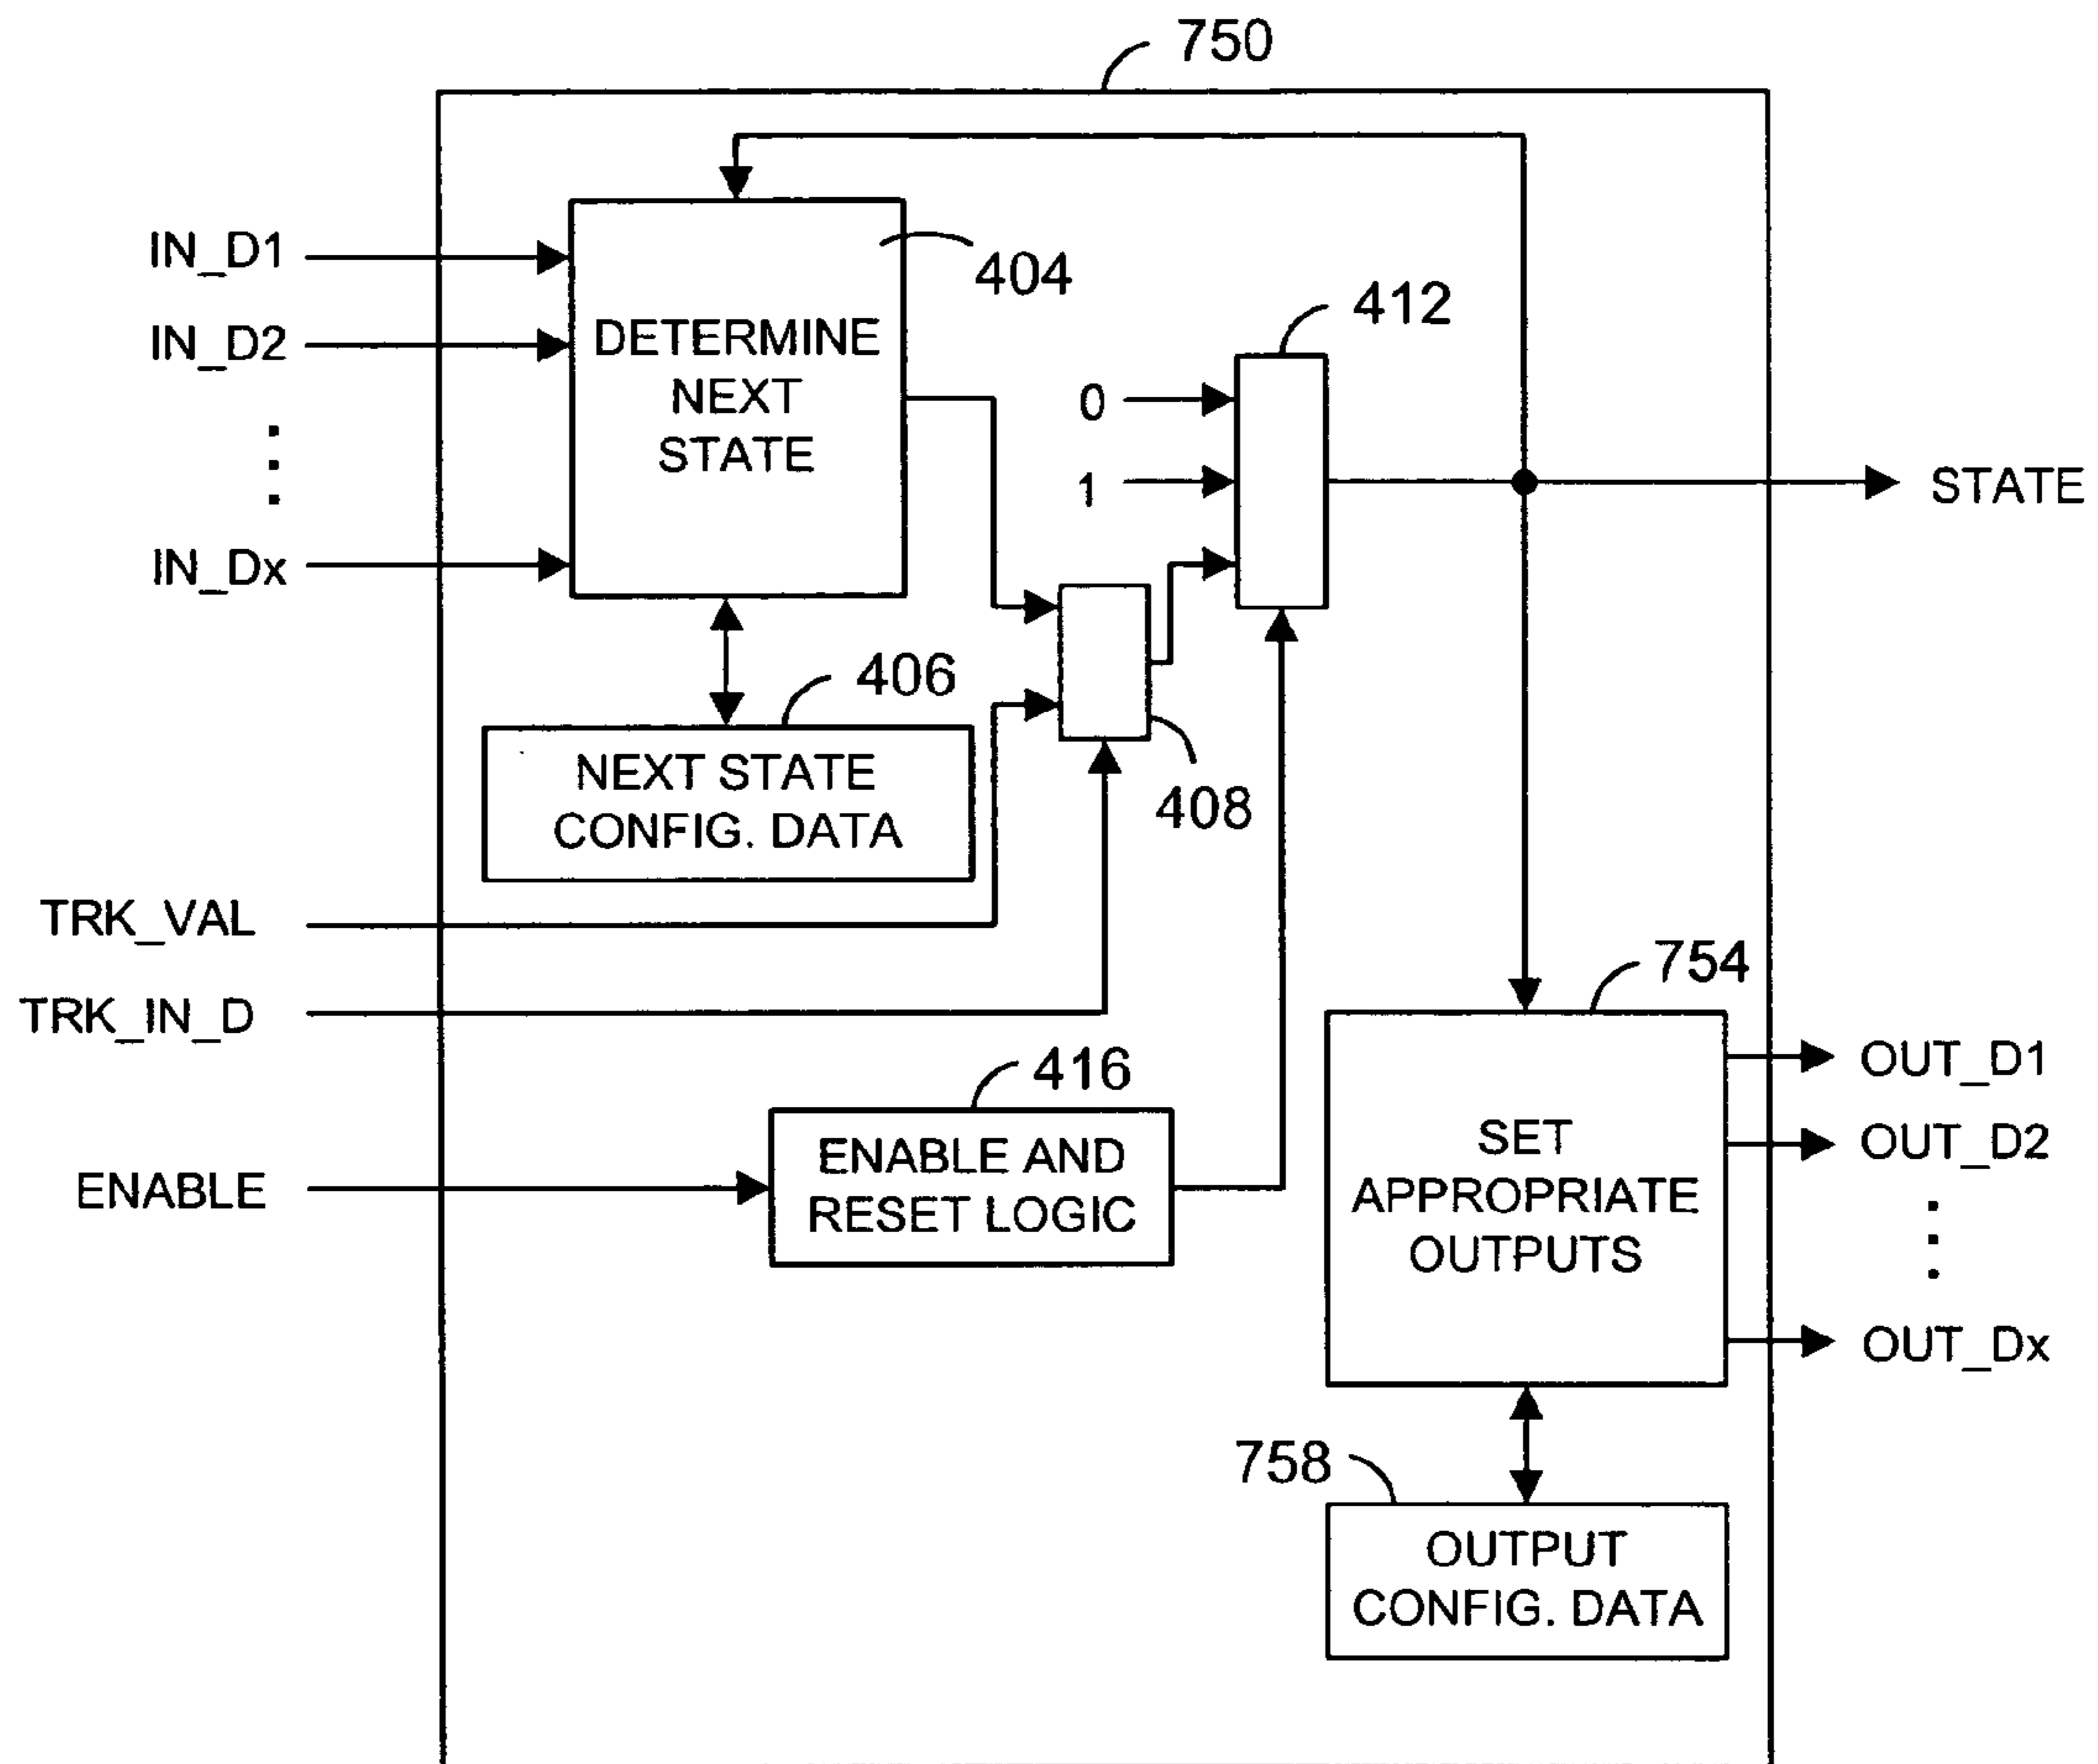 750
IN_D1
IN_D2
IN_Dx
DETERMINE
NEXT
STATE
404
412
0
1
STATE
406
NEXT STATE
CONFIG. DATA
408
TRK_VAL
TRK_IN_D
754
416
ENABLE
ENABLE AND
RESET LOGIC
SET
APPROPRIATE
OUTPUTS
OUT_D1
OUT_D2
OUT_Dx
758
OUTPUT
CONFIG. DATA